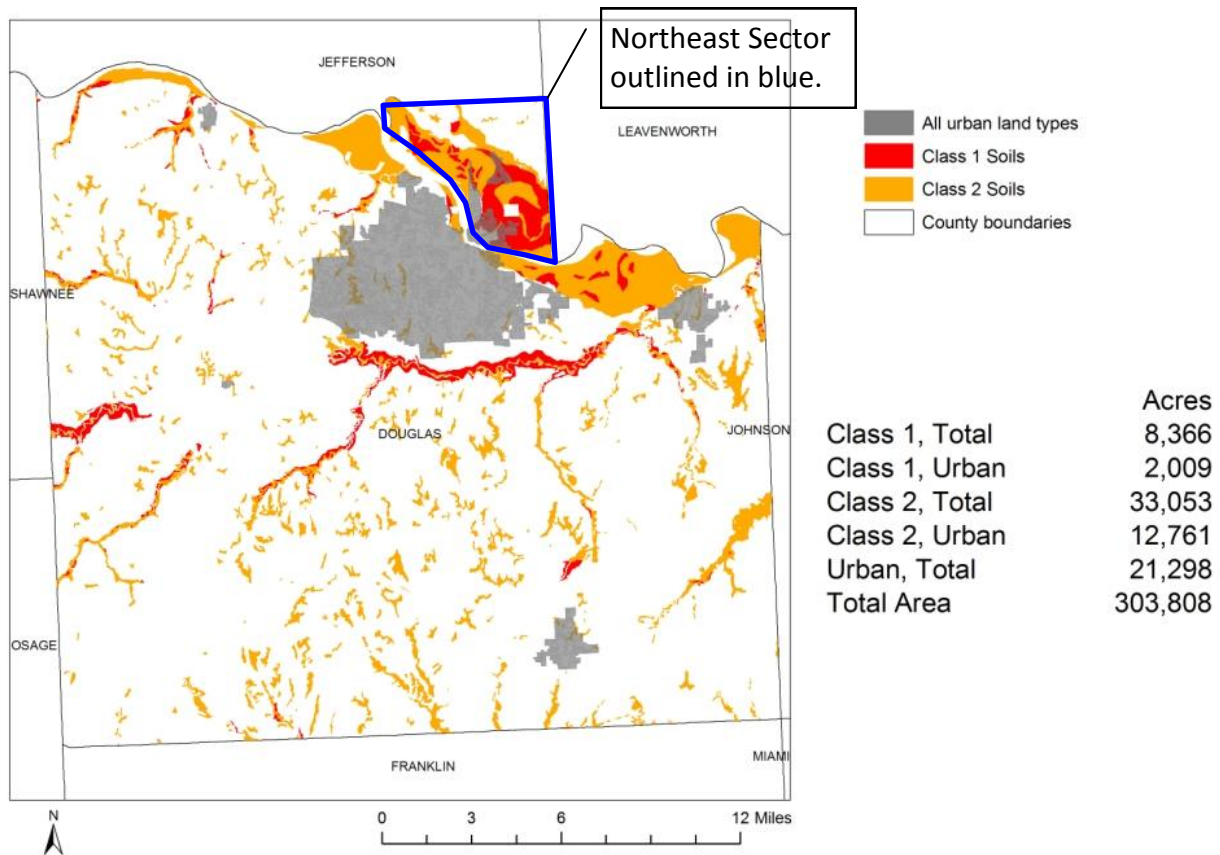 Northeast Sector
outlined in blue.
JEFFERSON
LEAVENWORTH
All urban land types
Class 1 Soils
Class 2 Soils
County boundaries
SHAWNEE
DOUGLAS
JOHNSON
OSAGE
FRANKLIN
MIAMI
Acres
Class 1, Total 8,366
Class 1, Urban 2,009
Class 2, Total 33,053
Class 2, Urban 12,761
Urban, Total 21,298
Total Area 303,808
N
0 3 6 12 Miles